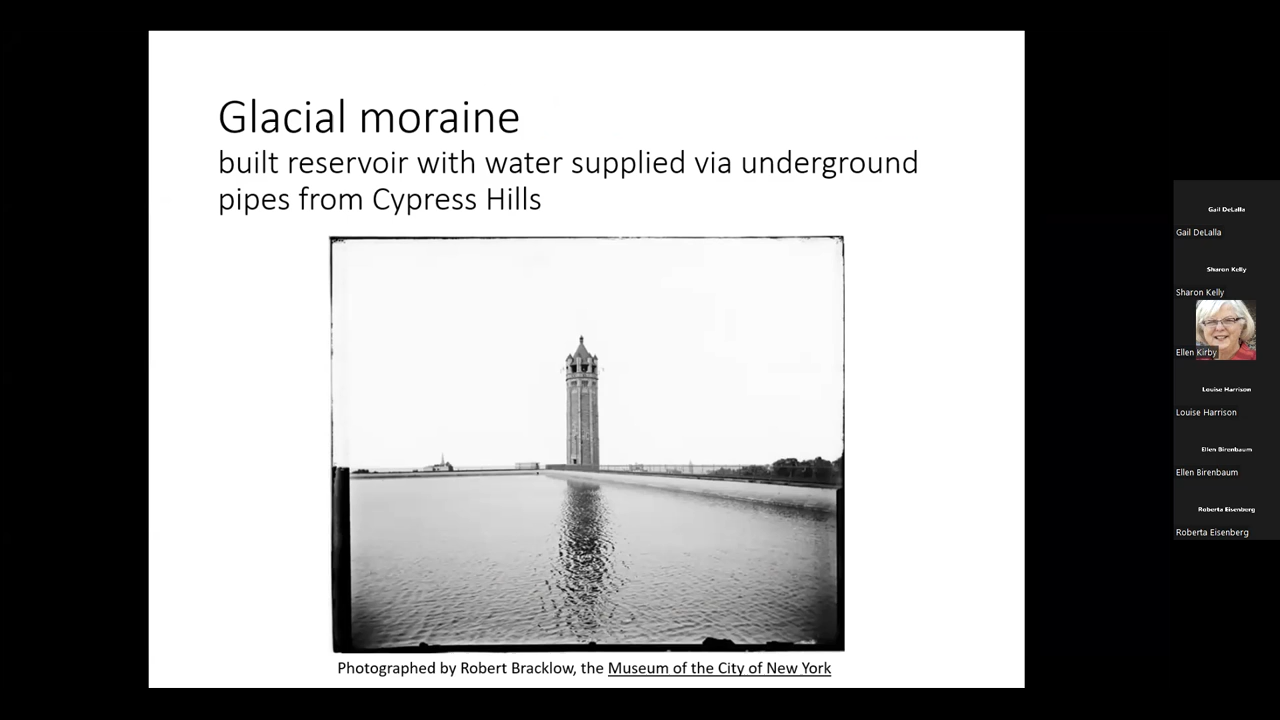 Glacial moraine
built reservoir with water supplied via underground
pipes from Cypress Hills
Photographed by Robert Bracklow, the Museum of the City of New York
Gail DeLalla
Gail DeLalla
Sharon Kelly
Sharon Kelly
Ellen Kirby
Louise Harrison
Louise Harrison
Ellen Birenbaum
Ellen Birenbaum
Roberta Eisenberg
Roberta Eisenberg